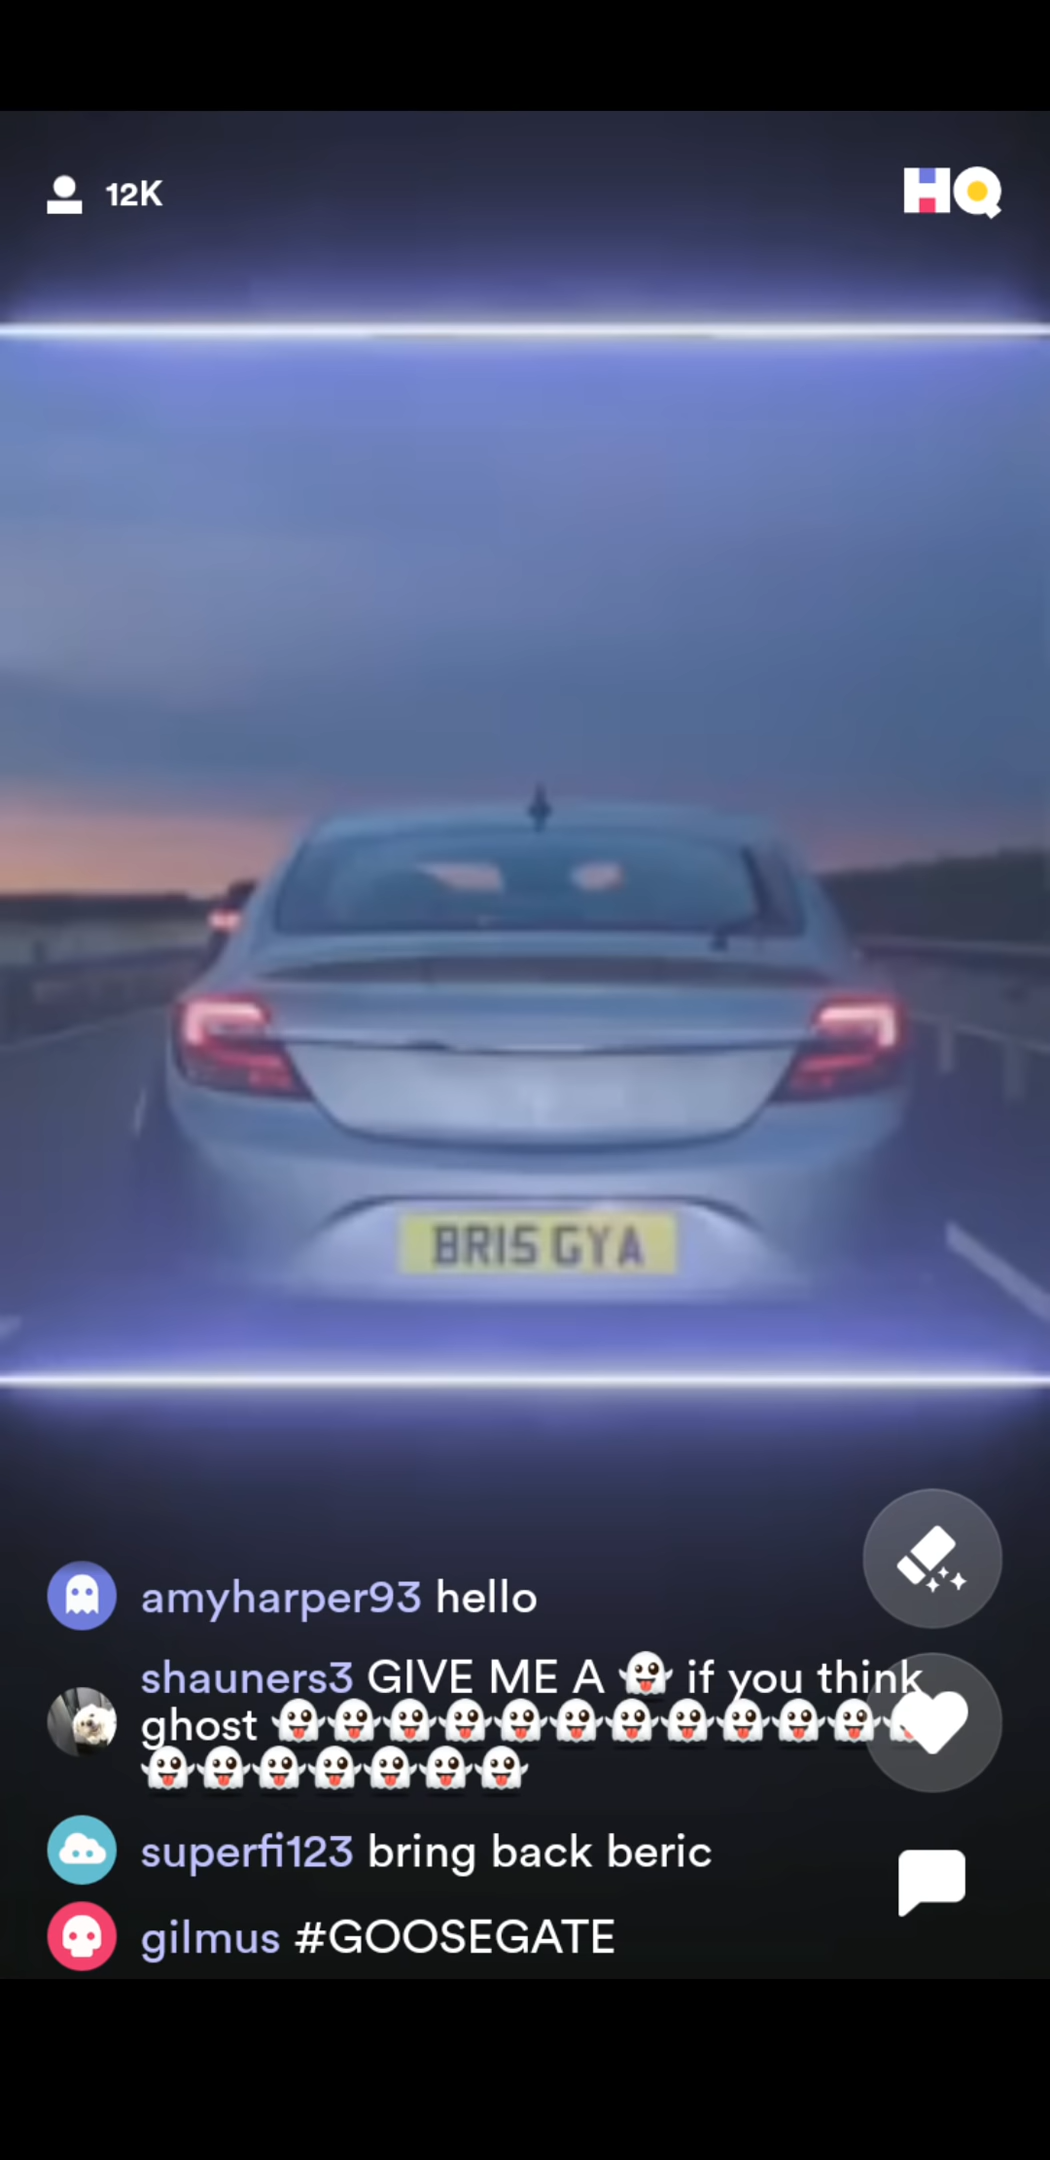 12K
HQ
BR15 GYA
amyharper93 hello
shauners3 GIVE ME A 👻 if you think
ghost 👻👻👻👻👻👻👻👻👻👻👻👻
👻👻👻👻👻👻👻
superfi123 bring back beric
gilmus #GOOSEGATE